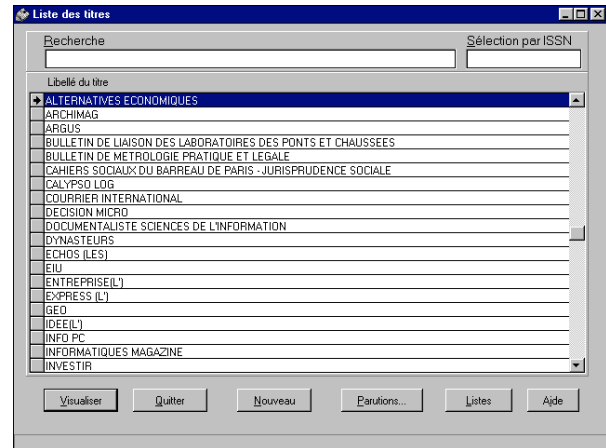 Liste des titres
Recherche Sélection par ISSN
Libellé du titre
ALTERNATIVES ECONOMIQUES
ARCHIMAG
ARGUS
BULLETIN DE LIAISON DES LABORATOIRES DES PONTS ET CHAUSSEES
BULLETIN DE METROLOGIE PRATIQUE ET LEGALE
CAHIERS SOCIAUX DU BARREAU DE PARIS - JURISPRUDENCE SOCIALE
CALYPSO LOG
COURRIER INTERNATIONAL
DECISION MICRO
DOCUMENTALISTE SCIENCES DE L'INFORMATION
DYNASTEURS
ECHOS (LES)
EIU
ENTREPRISE(L')
EXPRESS (L')
GEO
IDEE(L')
INFO PC
INFORMATIQUES MAGAZINE
INVESTIR
Visualiser Quitter Nouveau Parutions... Listes Aide